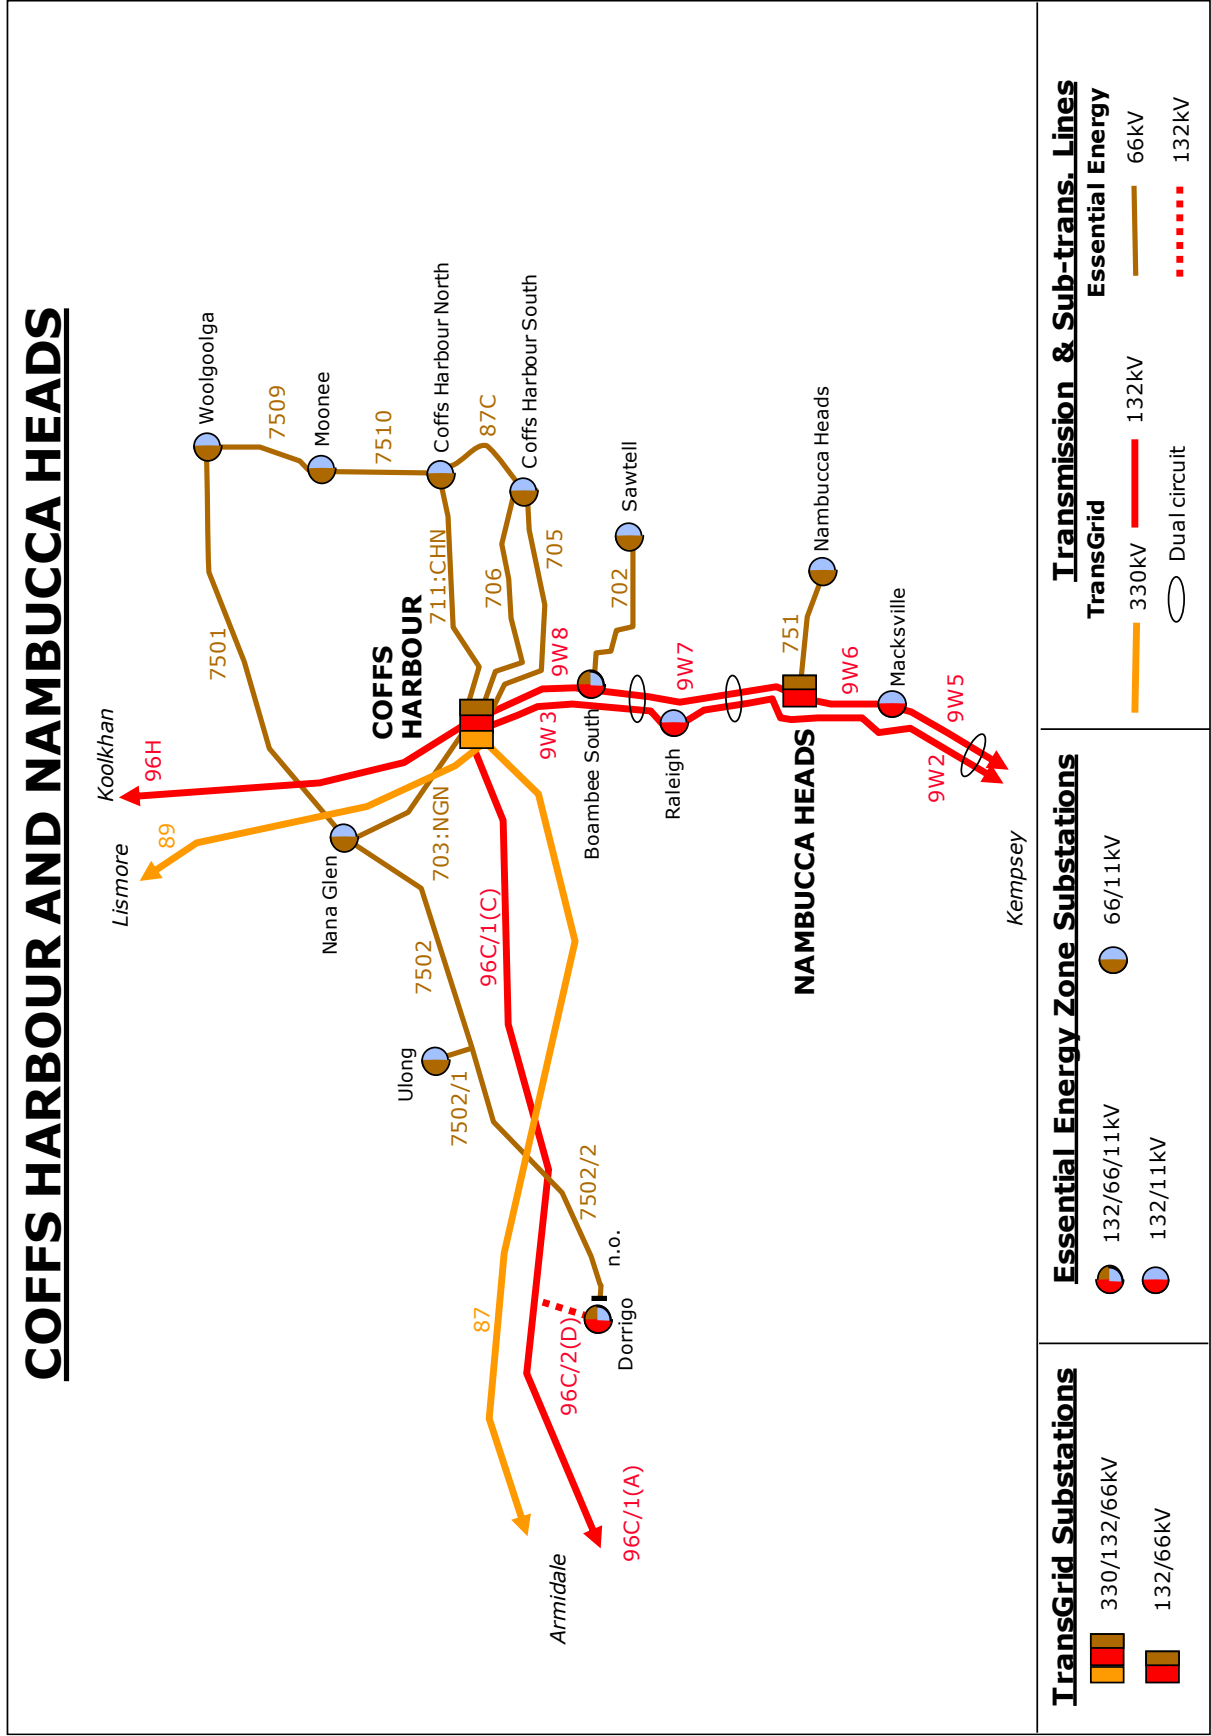 COFFS HARBOUR AND NAMBUCCA HEADS
Koolkhan
96H
Lismore
89
Woolgoolga
7509
Moonee
7501
7510
Nana Glen
703:NGN
COFFS
HARBOUR
711:CHN
Coffs Harbour North
87C
706
Coffs Harbour South
705
7502
Ulong
7502/1
96C/1(C)
9W3
9W8
702
Sawtell
Boambee South
7502/2
n.o.
Dorrigo
87
96C/2(D)
Armidale
96C/1(A)
Raleigh
9W7
751
Nambucca Heads
NAMBUCCA HEADS
9W6
Macksville
9W2
9W5
Kempsey
TransGrid Substations
330/132/66kV
132/66kV
Essential Energy Zone Substations
132/66/11kV
66/11kV
132/11kV
Transmission & Sub-trans. Lines
TransGrid
Essential Energy
330kV
132kV
66kV
Dual circuit
132kV